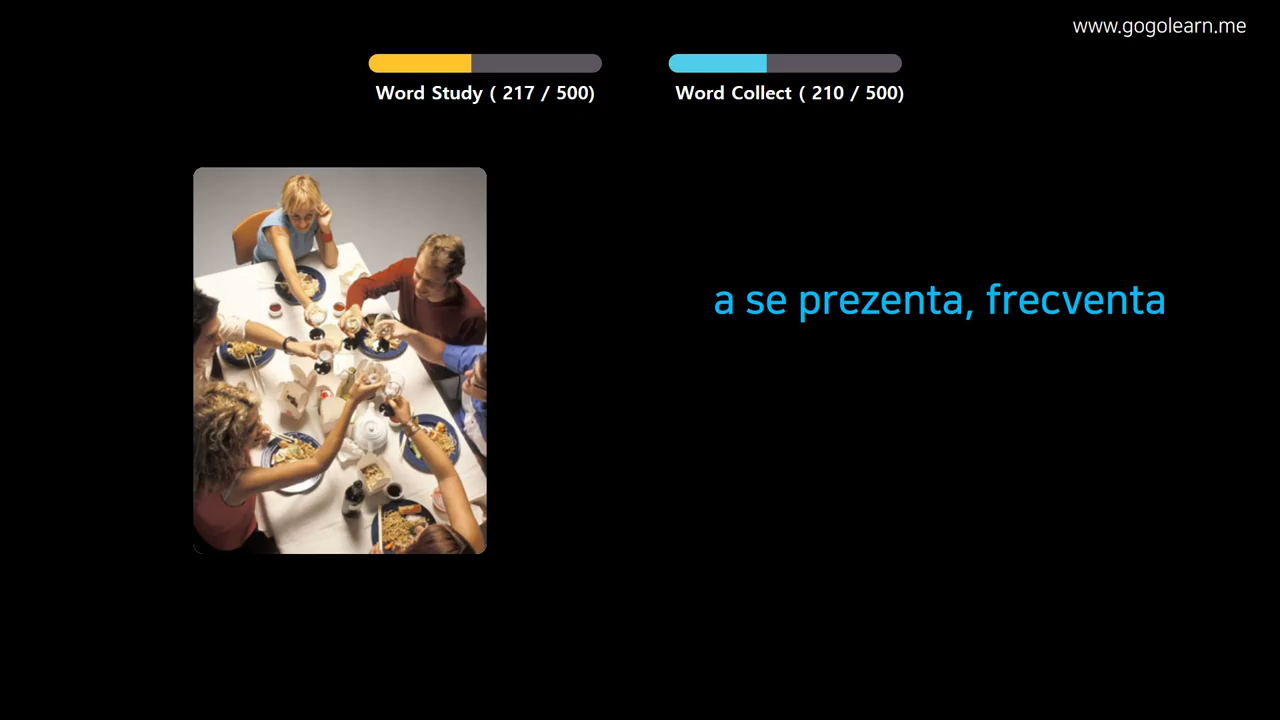 www.gogolearn.me
Word Study ( 217 / 500)
Word Collect ( 210 / 500)
a se prezenta, frecventa